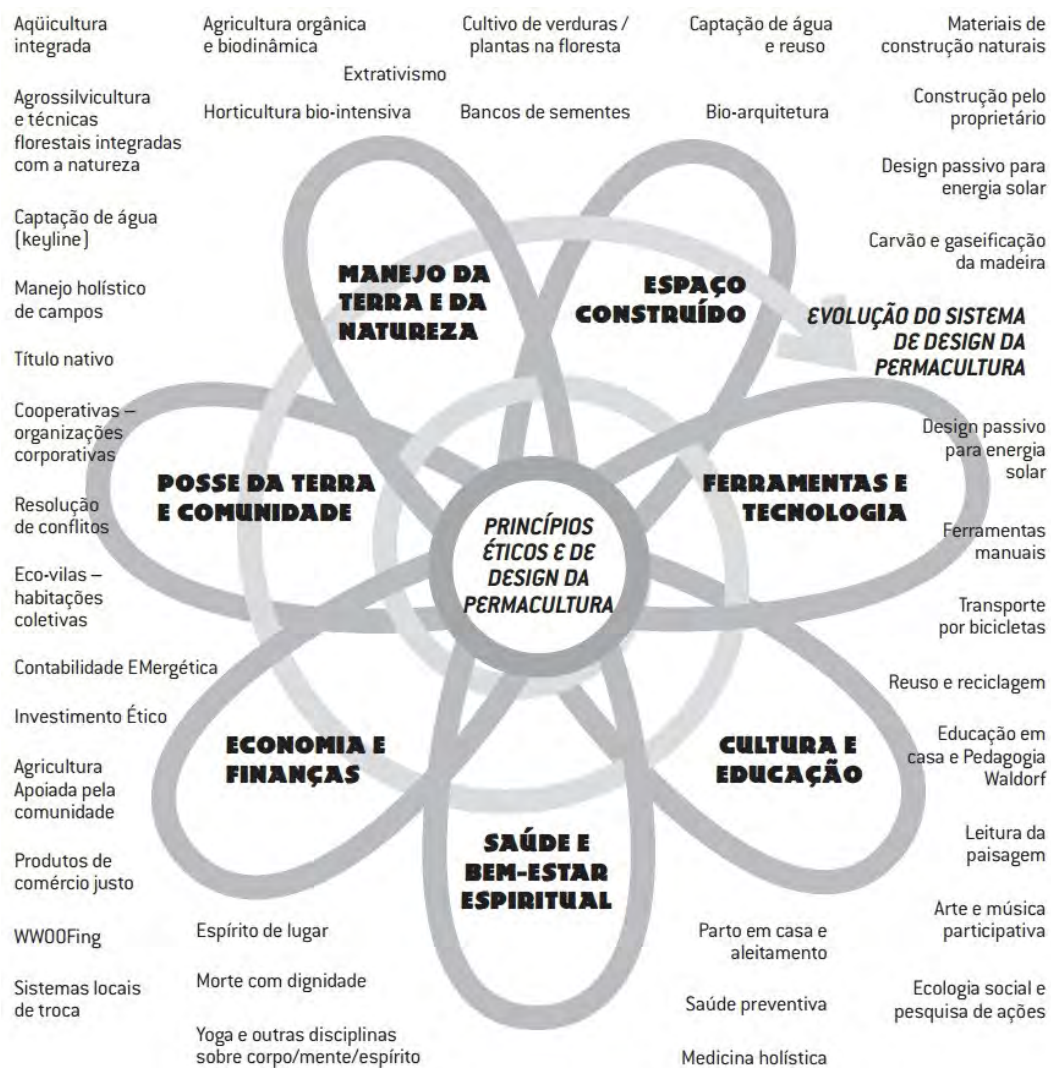 Aqüicultura
integrada
Agricultura orgânica
e biodinâmica
Cultivo de verduras /
plantas na floresta
Captação de água
e reuso
Materiais de
construção naturais
Extrativismo
Agrossilvicultura
e técnicas
florestais integradas
com a natureza
Horticultura bio-intensiva
Bancos de sementes
Bio-arquitetura
Construção pelo
proprietário
Design passivo para
energia solar
Captação de água
(keyline)
Carvão e gaseificação
da madeira
Manejo holístico
de campos
MANEJO DA
TERRA E DA
NATUREZA
ESPAÇO
CONSTRUÍDO
EVOLUÇÃO DO SISTEMA
DE DESIGN DA
PERMACULTURA
Título nativo
Cooperativas –
organizações
corporativas
Design passivo
para energia
solar
POSSE DA TERRA
E COMUNIDADE
FERRAMENTAS E
TECNOLOGIA
Resolução
de conflitos
PRINCÍPIOS
ÉTICOS E DE
DESIGN DA
PERMACULTURA
Ferramentas
manuais
Eco-vilas –
habitações
coletivas
Transporte
por bicicletas
Contabilidade EMergética
Reuso e reciclagem
Investimento Ético
ECONOMIA E
FINANÇAS
CULTURA E
EDUCAÇÃO
Educação em
casa e Pedagogia
Waldorf
Agricultura
Apoiada pela
comunidade
Leitura da
paisagem
SAÚDE E
BEM-ESTAR
ESPIRITUAL
Produtos de
comércio justo
Arte e música
participativa
WWOOFing
Espírito de lugar
Parto em casa e
aleitamento
Sistemas locais
de troca
Morte com dignidade
Saúde preventiva
Ecologia social e
pesquisa de ações
Yoga e outras disciplinas
sobre corpo/mente/espírito
Medicina holística